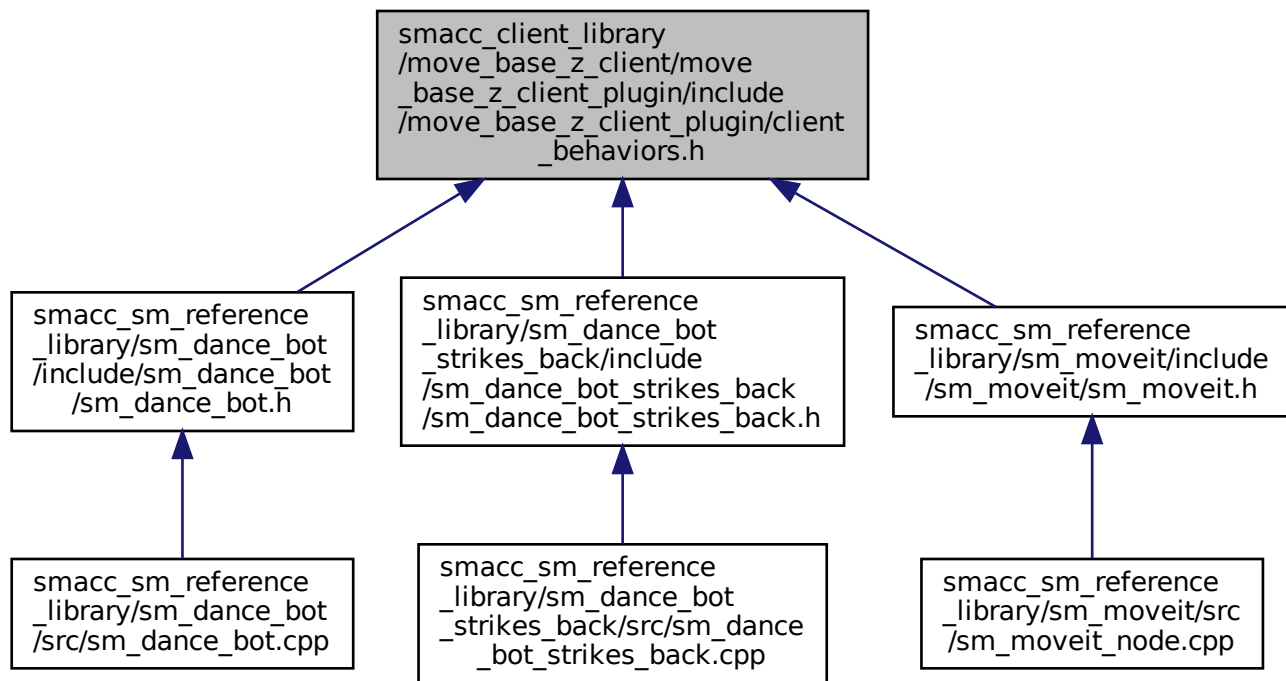 smacc_client_library
/move_base_z_client/move
_base_z_client_plugin/include
/move_base_z_client_plugin/client
_behaviors.h
smacc_sm_reference
_library/sm_dance_bot
/include/sm_dance_bot
/sm_dance_bot.h
smacc_sm_reference
_library/sm_dance_bot
_strikes_back/include
/sm_dance_bot_strikes_back
/sm_dance_bot_strikes_back.h
smacc_sm_reference
_library/sm_moveit/include
/sm_moveit/sm_moveit.h
smacc_sm_reference
_library/sm_dance_bot
/src/sm_dance_bot.cpp
smacc_sm_reference
_library/sm_dance_bot
_strikes_back/src/sm_dance
_bot_strikes_back.cpp
smacc_sm_reference
_library/sm_moveit/src
/sm_moveit_node.cpp